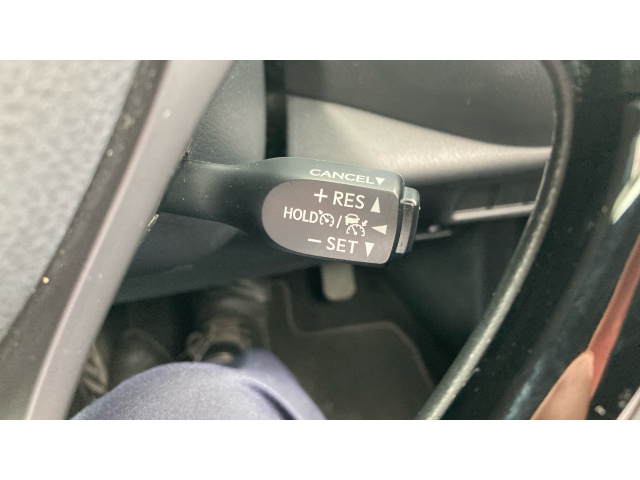 CANCEL▼
+ RES ▲
HOLD / ◀
− SET ▼